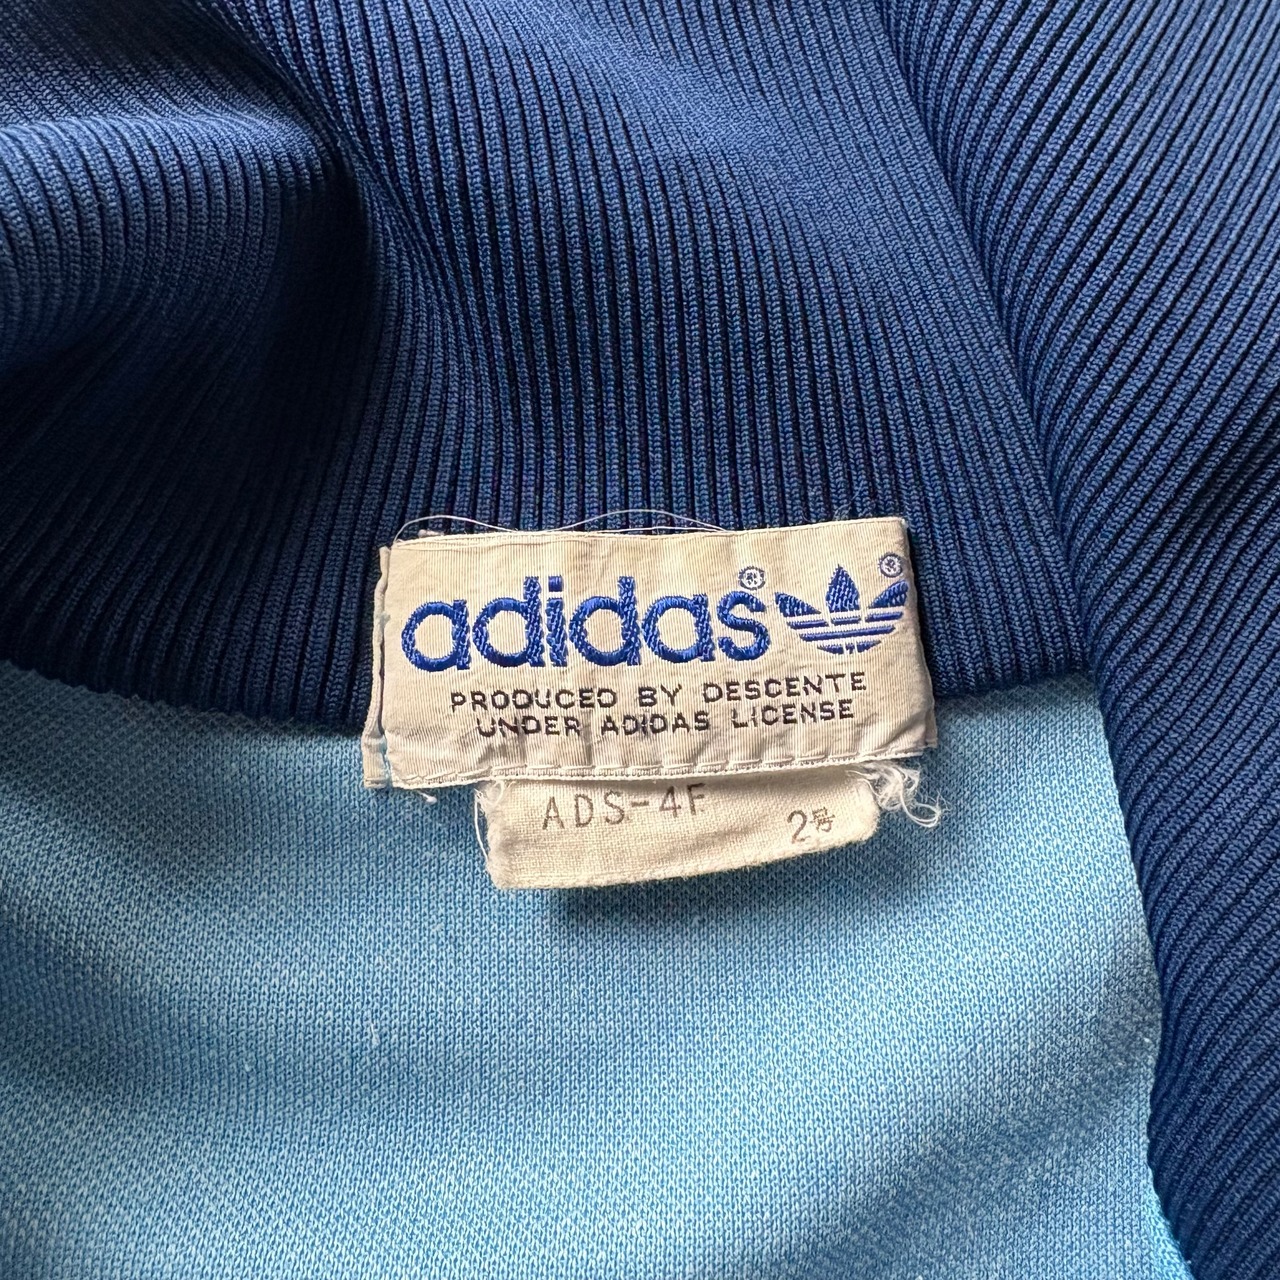 adidas® ®
PRODUCED BY DESCENTE
UNDER ADIDAS LICENSE
ADS-4F
2号